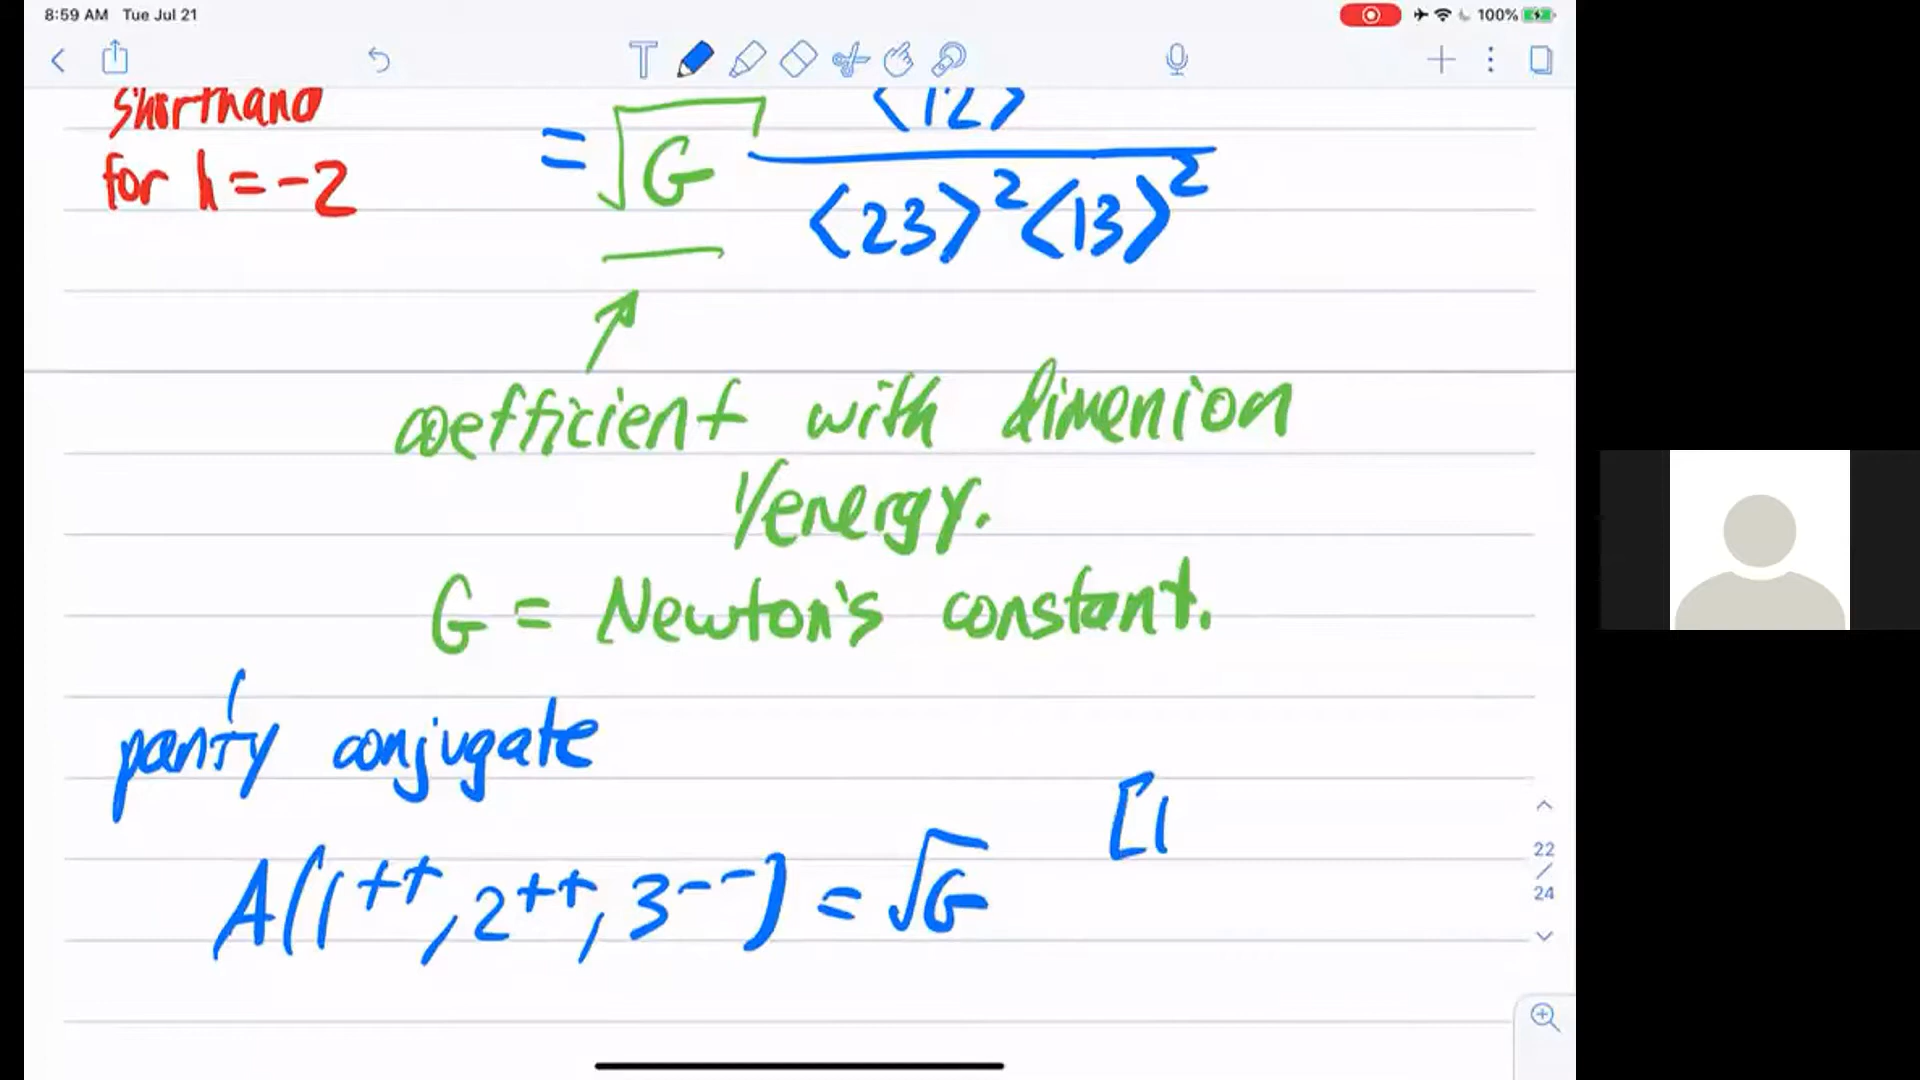 8:59 AM Tue Jul 21
100%
T
shorthand
for h = -2
= √G ⟨12⟩
⟨23⟩² ⟨13⟩²
coefficient with dimenion
1/energy.
G = Newton's constant.
parity conjugate
[1
A(1⁺⁺, 2⁺⁺, 3⁻⁻) = √G
22
/
24